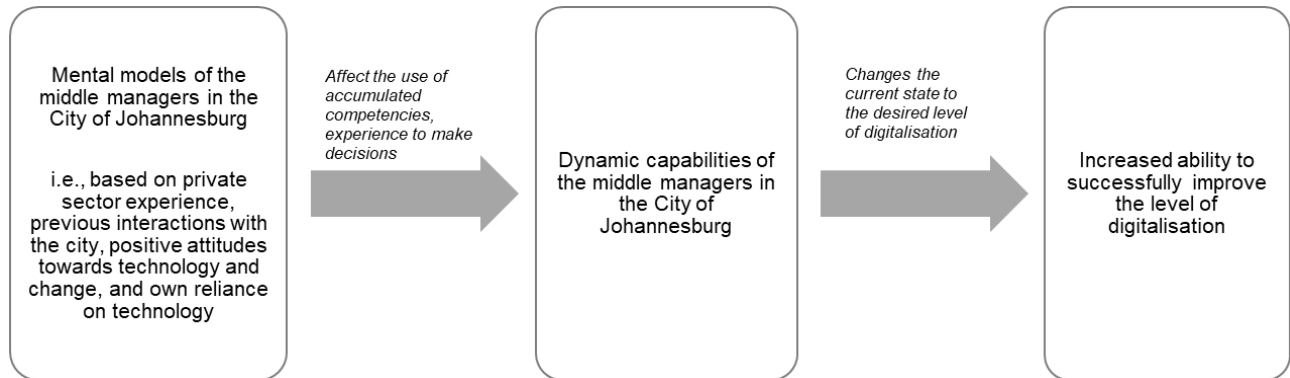 Mental models of the
middle managers in the
City of Johannesburg
i.e., based on private
sector experience,
previous interactions with
the city, positive attitudes
towards technology and
change, and own reliance
on technology
Affect the use of
accumulated
competencies,
experience to make
decisions
Dynamic capabilities of
the middle managers in
the City of
Johannesburg
Changes the
current state to
the desired level
of digitalisation
Increased ability to
successfully improve
the level of
digitalisation